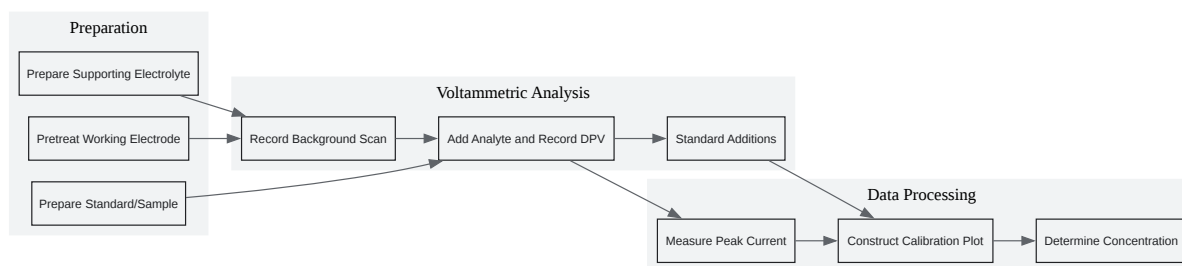 Preparation
Prepare Supporting Electrolyte
Pretreat Working Electrode
Prepare Standard/Sample
Voltammetric Analysis
Record Background Scan
Add Analyte and Record DPV
Standard Additions
Data Processing
Measure Peak Current
Construct Calibration Plot
Determine Concentration